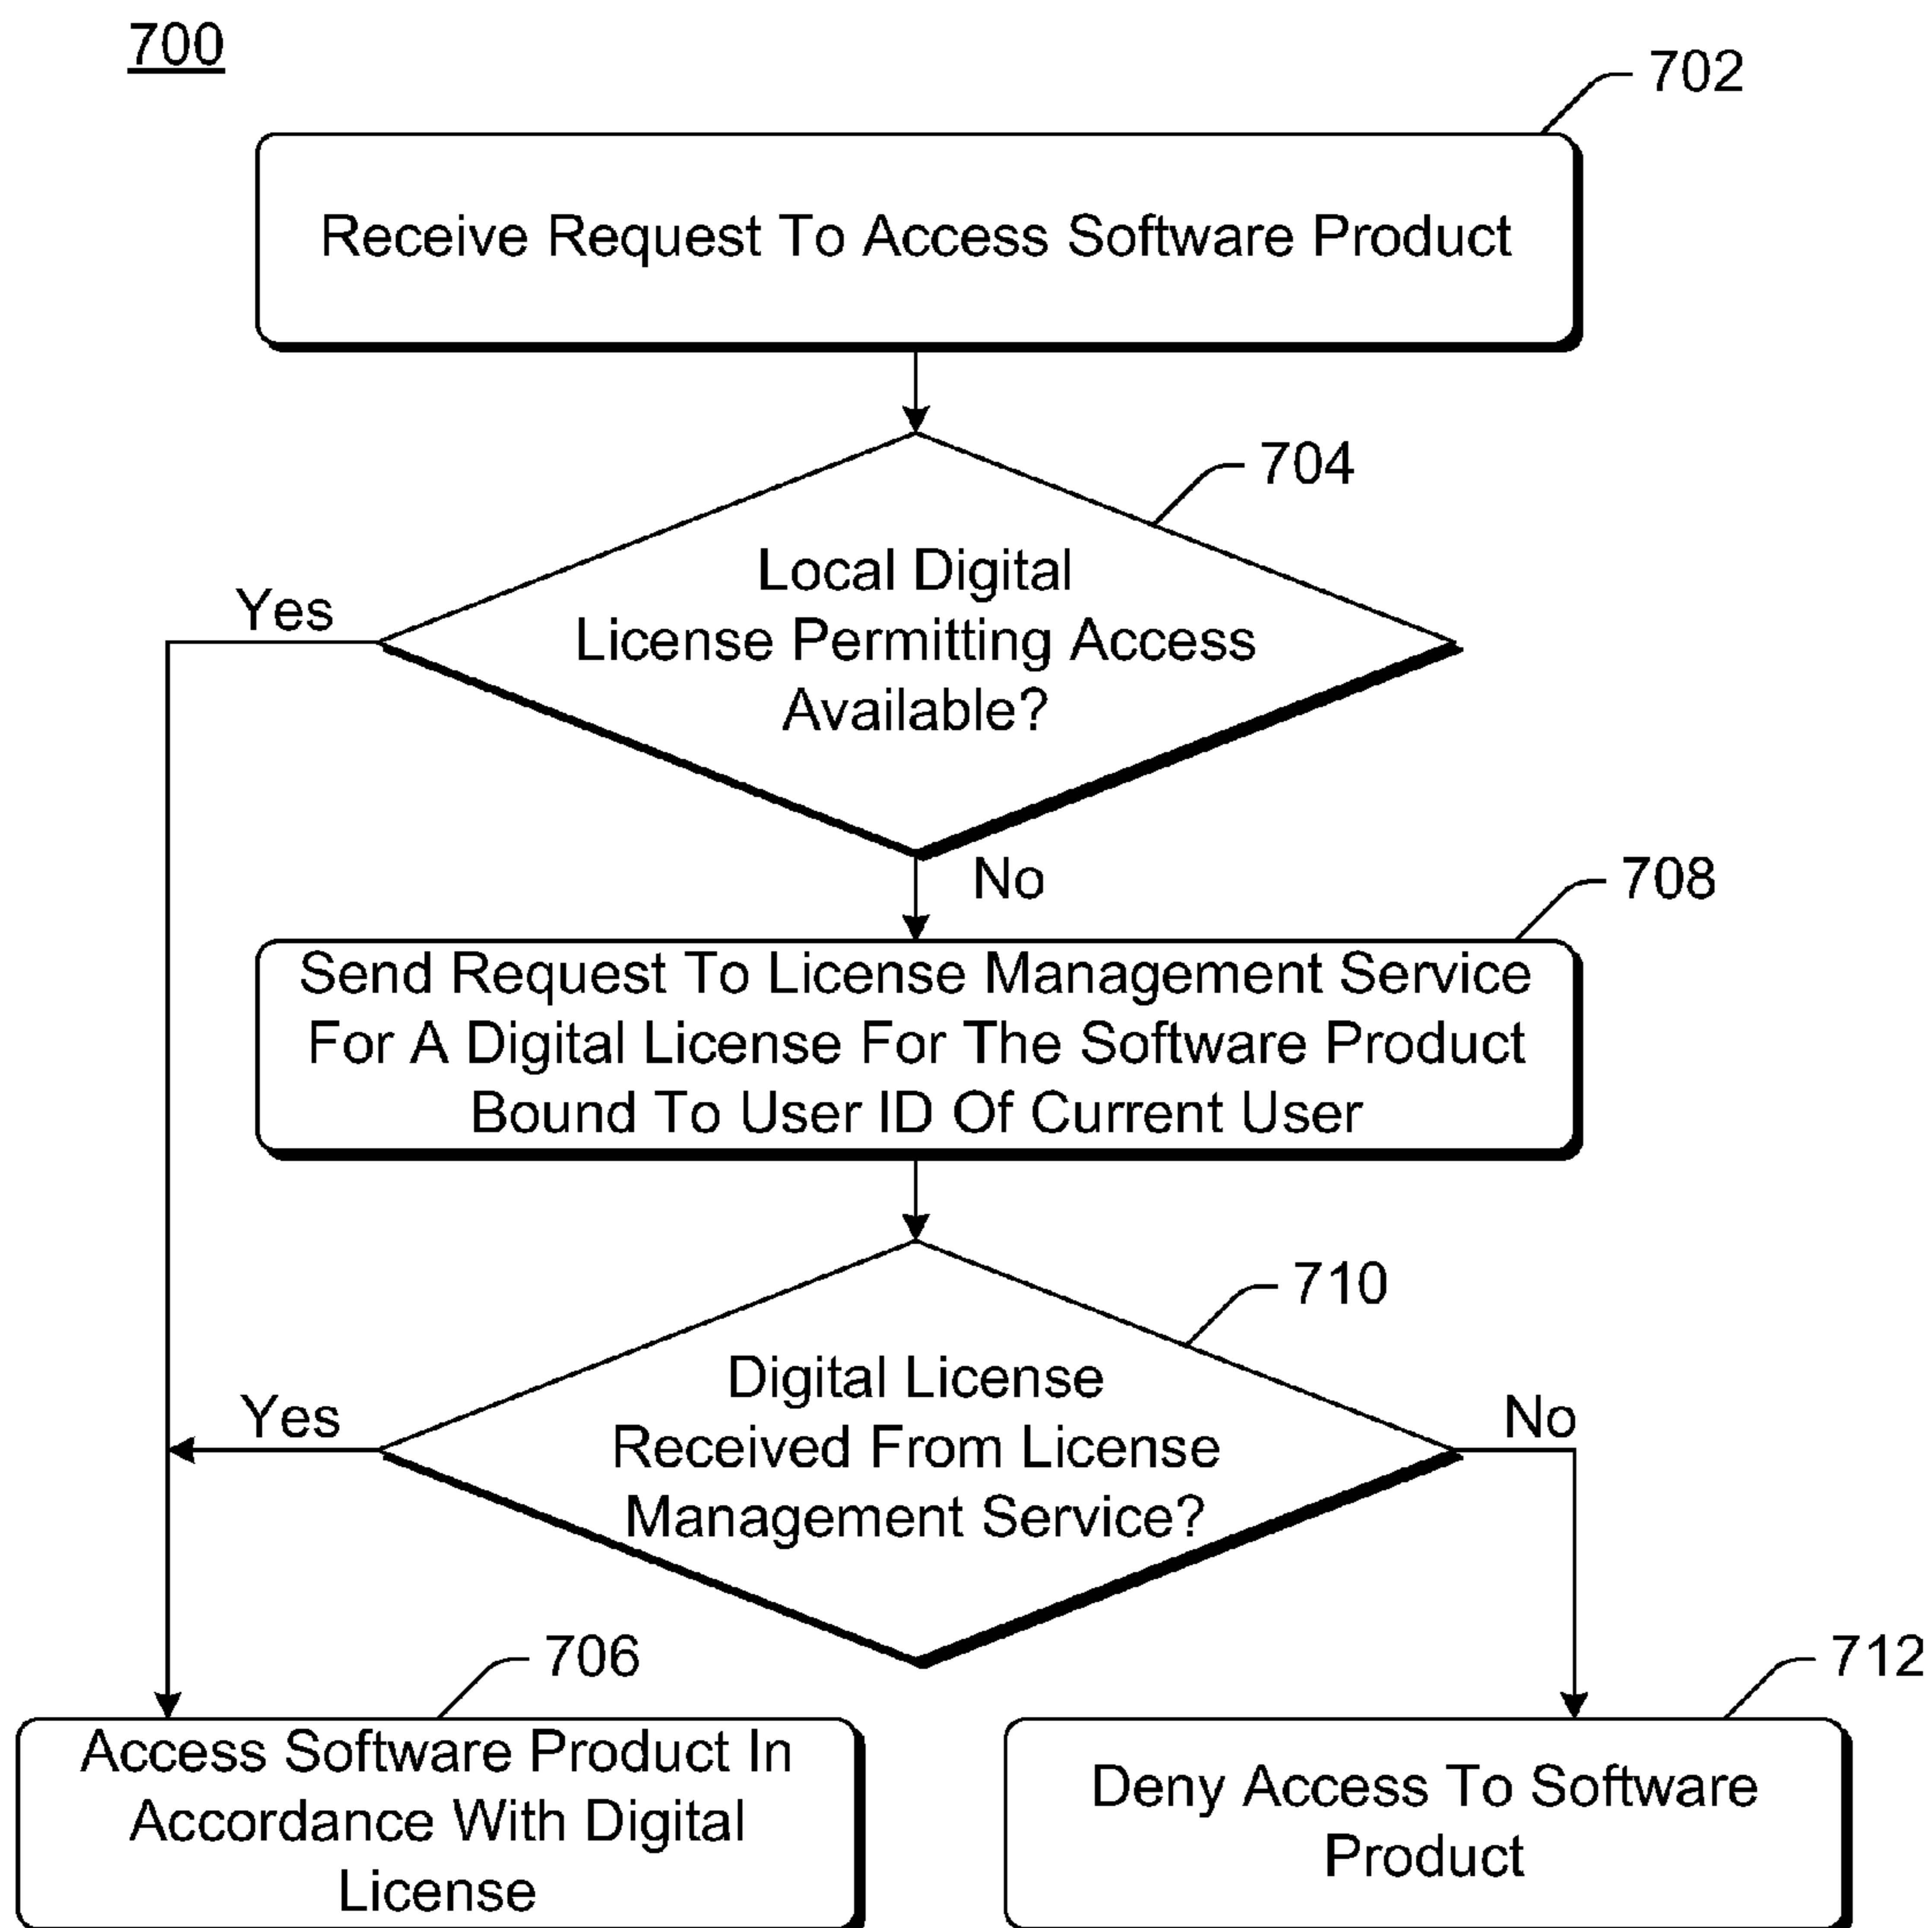 700
702
Receive Request To Access Software Product
704
Local Digital
License Permitting Access
Available?
Yes
No
708
Send Request To License Management Service
For A Digital License For The Software Product
Bound To User ID Of Current User
710
Digital License
Received From License
Management Service?
Yes
No
706
Access Software Product In
Accordance With Digital
License
712
Deny Access To Software
Product